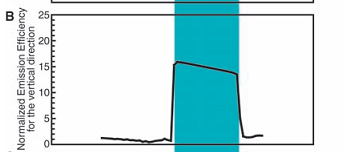 B
Normalized Emission Efficiency
for the vertical direction
25
20
15
10
5
0